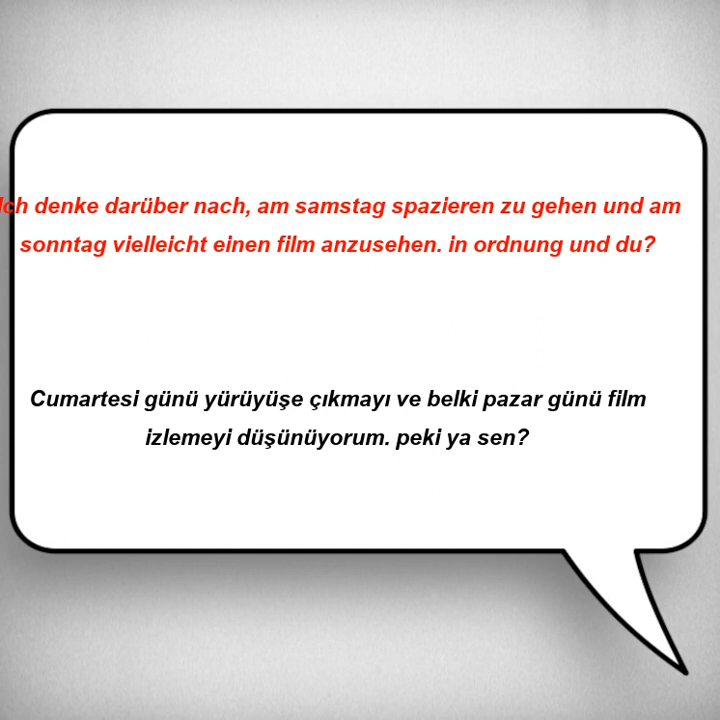 Ich denke darüber nach, am samstag spazieren zu gehen und am
sonntag vielleicht einen film anzusehen. in ordnung und du?
Cumartesi günü yürüyüşe çıkmayı ve belki pazar günü film
izlemeyi düşünüyorum. peki ya sen?